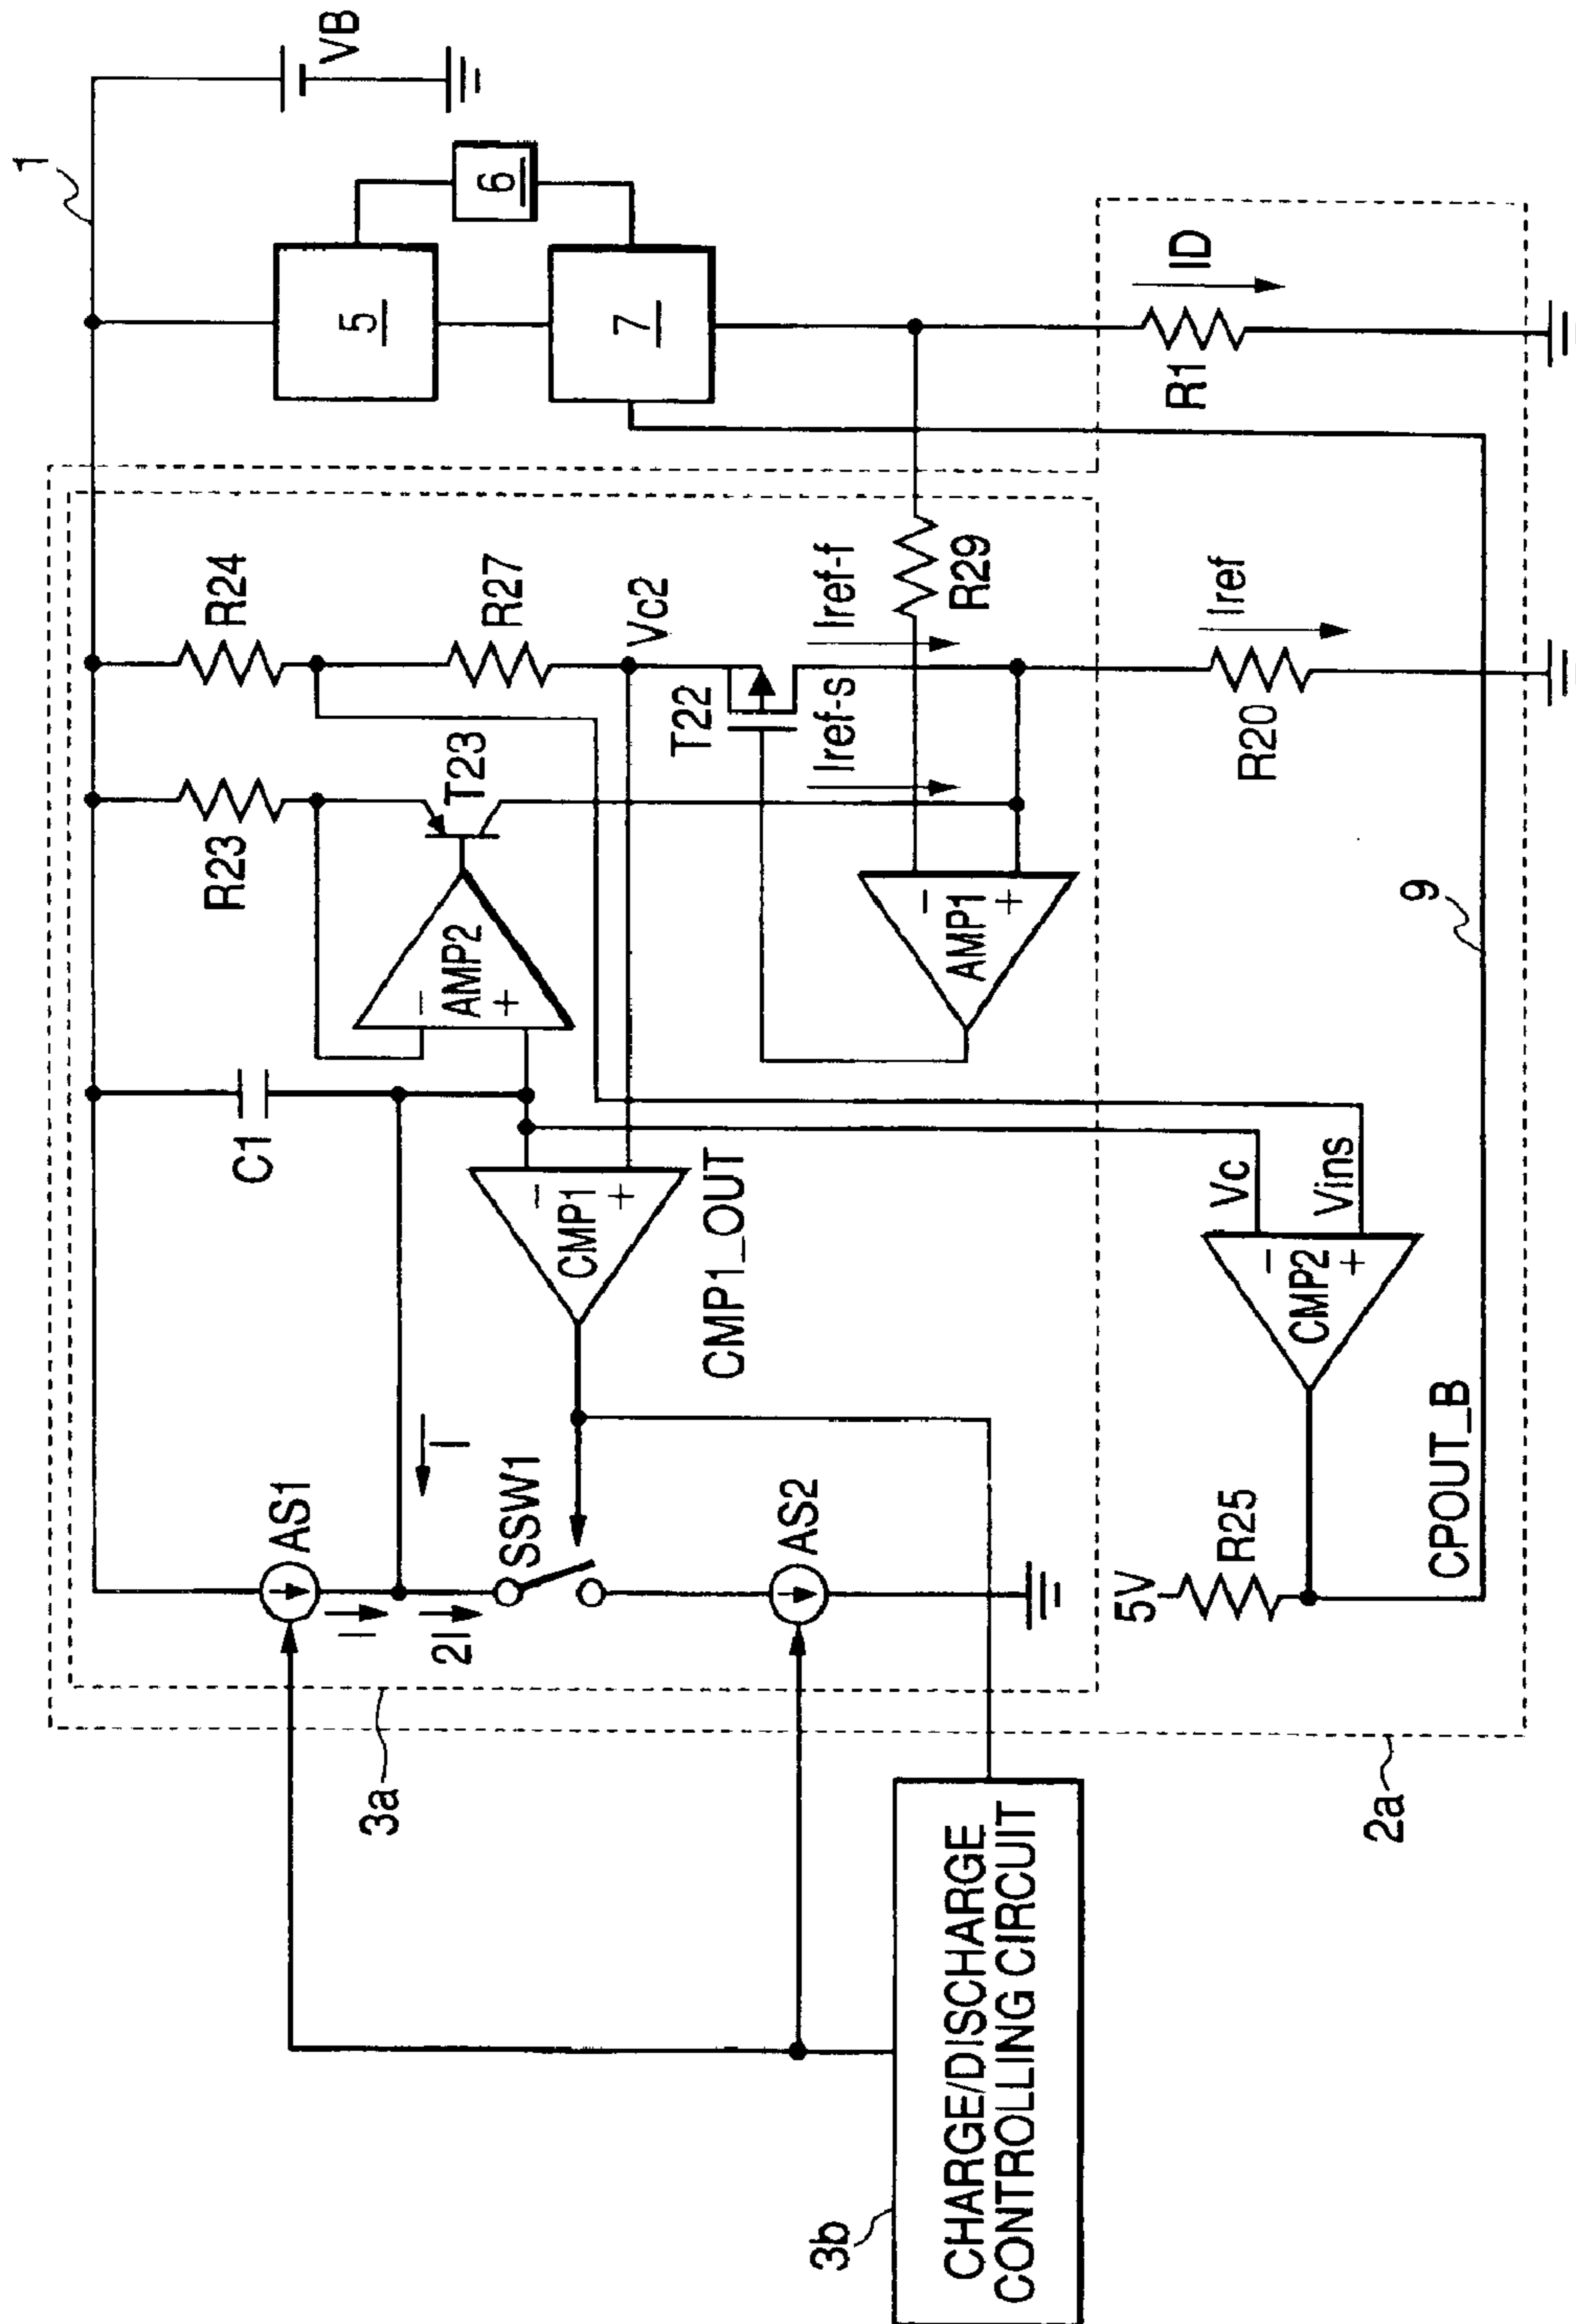 1
VB
5
6
7
ID
R1
R24
R27
Vc2
Iref-f
R29
Iref
R20
T22
Iref-s
R23
T23
− AMP2 +
− AMP1 +
9
C1
− CMP1 +
CMP1_OUT
Vc
Vins
− CMP2 +
I
AS1
I
2I
SSW1
AS2
5V
R25
CPOUT_B
3a
2a
3b
CHARGE/DISCHARGE
CONTROLLING CIRCUIT